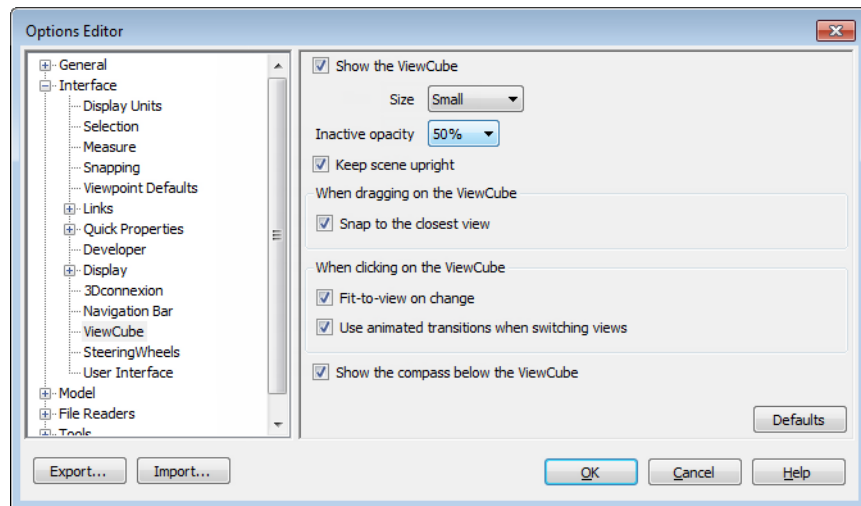 Options Editor
General
Interface
Display Units
Selection
Measure
Snapping
Viewpoint Defaults
Links
Quick Properties
Developer
Display
3Dconnexion
Navigation Bar
ViewCube
SteeringWheels
User Interface
Model
File Readers
Tools
Show the ViewCube
Size Small
Inactive opacity 50%
Keep scene upright
When dragging on the ViewCube
Snap to the closest view
When clicking on the ViewCube
Fit-to-view on change
Use animated transitions when switching views
Show the compass below the ViewCube
Defaults
Export... Import... OK Cancel Help